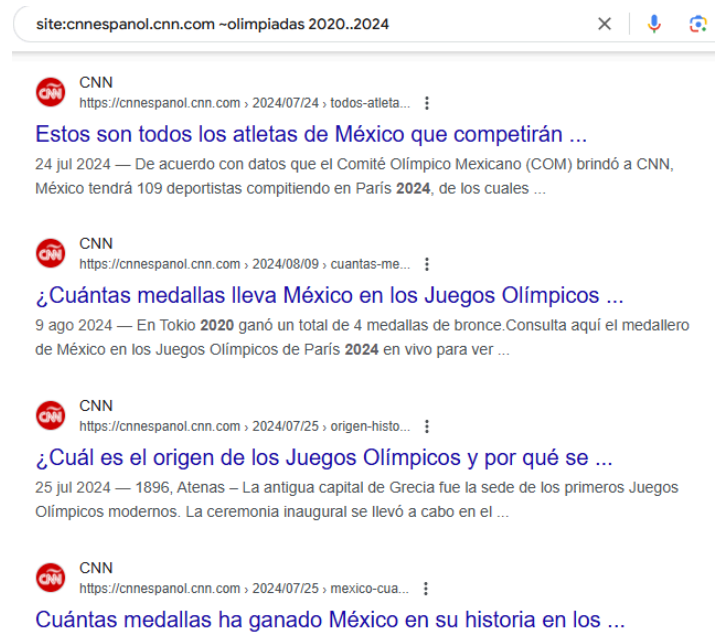 site:cnnespanol.cnn.com ~olimpiadas 2020..2024
CNN
https://cnnespanol.cnn.com › 2024/07/24 › todos-atleta...
Estos son todos los atletas de México que competirán ...
24 jul 2024 — De acuerdo con datos que el Comité Olímpico Mexicano (COM) brindó a CNN,
México tendrá 109 deportistas compitiendo en París 2024, de los cuales ...
CNN
https://cnnespanol.cnn.com › 2024/08/09 › cuantas-me...
¿Cuántas medallas lleva México en los Juegos Olímpicos ...
9 ago 2024 — En Tokio 2020 ganó un total de 4 medallas de bronce.Consulta aquí el medallero
de México en los Juegos Olímpicos de París 2024 en vivo para ver ...
CNN
https://cnnespanol.cnn.com › 2024/07/25 › origen-histo...
¿Cuál es el origen de los Juegos Olímpicos y por qué se ...
25 jul 2024 — 1896, Atenas – La antigua capital de Grecia fue la sede de los primeros Juegos
Olímpicos modernos. La ceremonia inaugural se llevó a cabo en el ...
CNN
https://cnnespanol.cnn.com › 2024/07/25 › mexico-cua...
Cuántas medallas ha ganado México en su historia en los ...